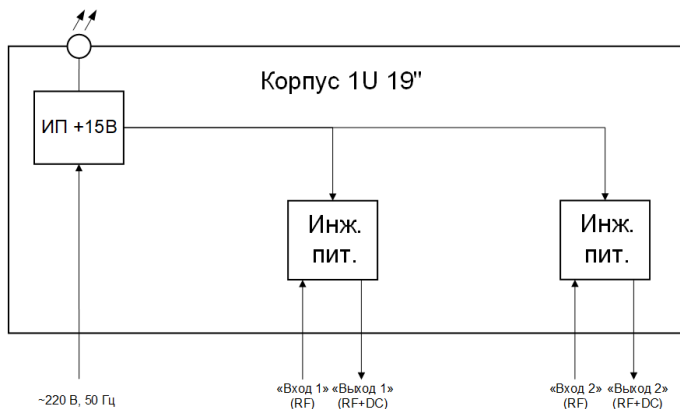 Корпус 1U 19"
ИП +15В
Инж.
пит.
Инж.
пит.
~220 В, 50 Гц
«Вход 1»
(RF)
«Выход 1»
(RF+DC)
«Вход 2»
(RF)
«Выход 2»
(RF+DC)